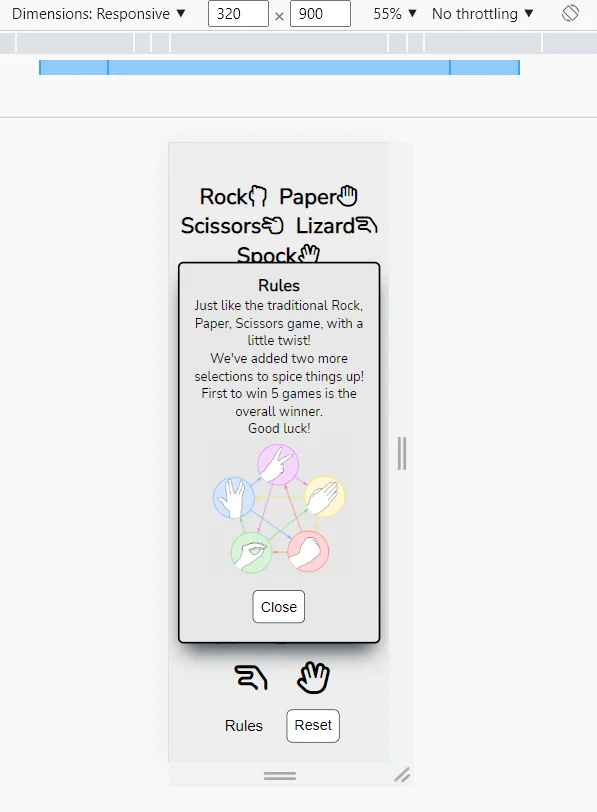 Dimensions: Responsive ▼ 320 × 900 55% ▼ No throttling ▼
Rock Paper
Scissors Lizard
Spock
Rules
Just like the traditional Rock,
Paper, Scissors game, with a
little twist!
We've added two more
selections to spice things up!
First to win 5 games is the
overall winner.
Good luck!
Close
Rules Reset